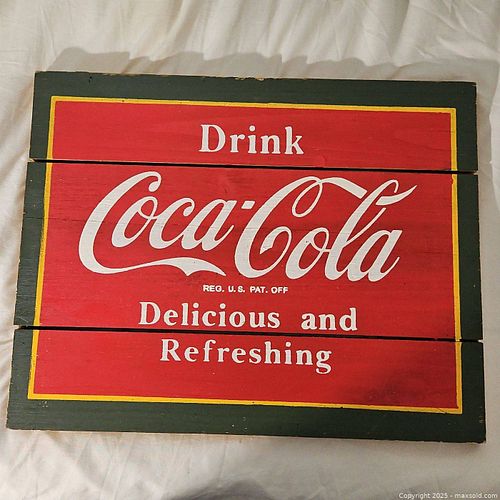 Drink
Coca-Cola
REG. U.S. PAT. OFF
Delicious and
Refreshing
Copyright 2025 - maxsold.com